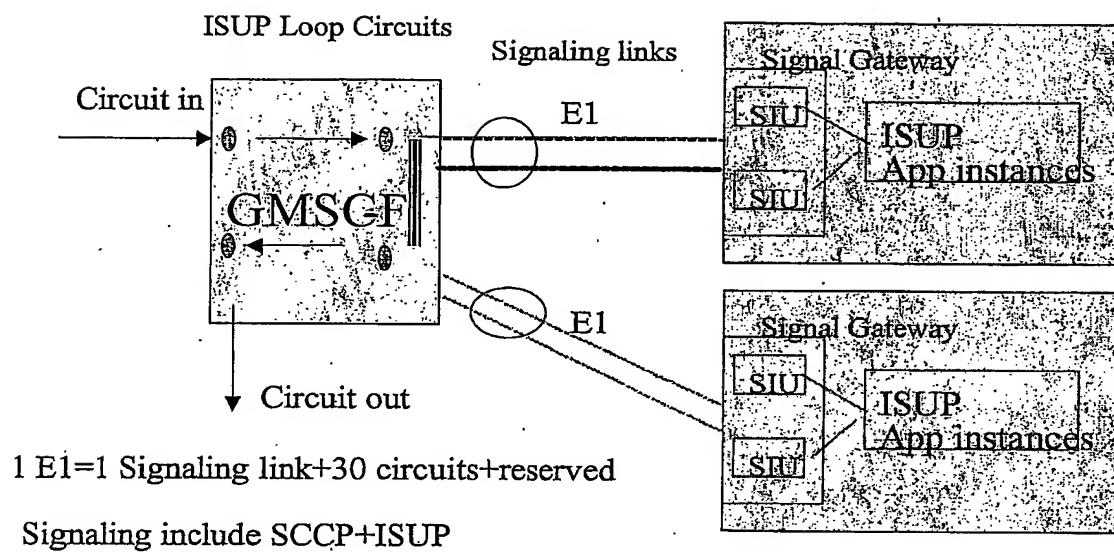 ISUP Loop Circuits
Signaling links
Circuit in
GMSC-F
Circuit out
E1
E1
Signal Gateway
SIU
SIU
ISUP
App instances
Signal Gateway
SIU
SIU
ISUP
App instances
1 E1=1 Signaling link+30 circuits+reserved
Signaling include SCCP+ISUP